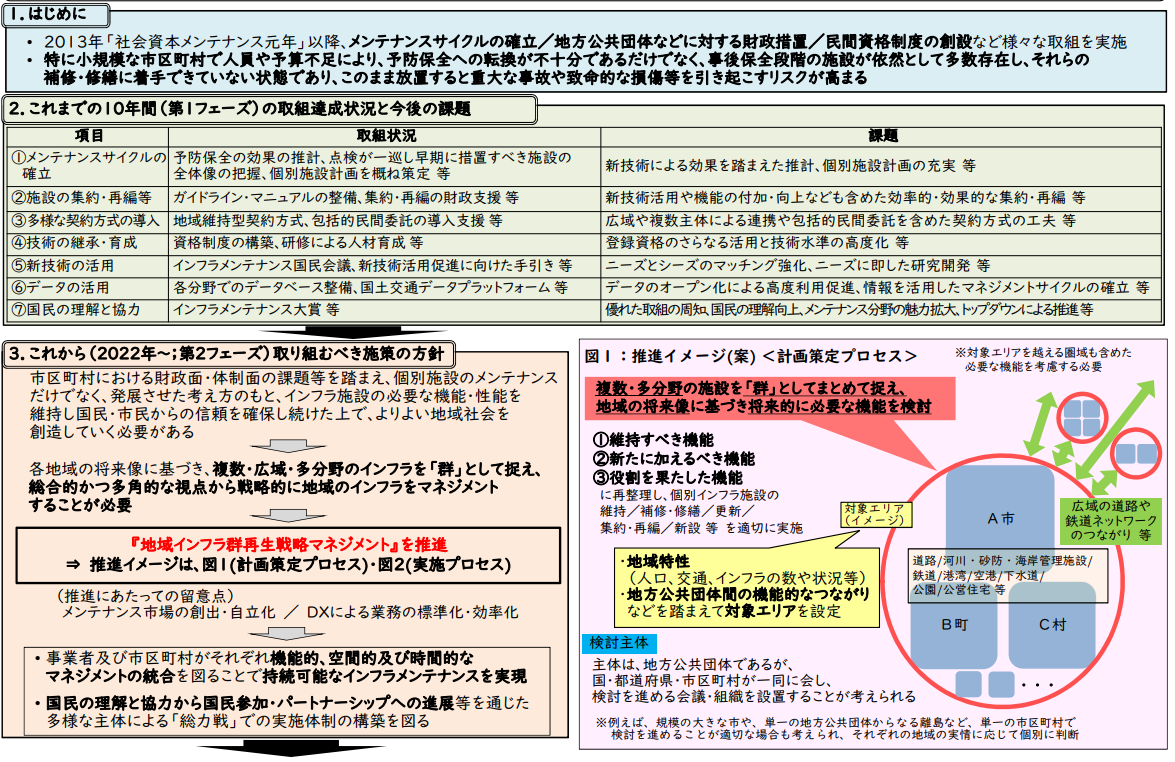 1．はじめに
・ 2013年「社会資本メンテナンス元年」以降、メンテナンスサイクルの確立／地方公共団体などに対する財政措置／民間資格制度の創設など様々な取組を実施
・ 特に小規模な市区町村で人員や予算不足により、予防保全への転換が不十分であるだけでなく、事後保全段階の施設が依然として多数存在し、それらの
補修・修繕に着手できていない状態であり、このまま放置すると重大な事故や致命的な損傷等を引き起こすリスクが高まる
2．これまでの10年間（第1フェーズ）の取組達成状況と今後の課題
項目 取組状況 課題
①メンテナンスサイクルの確立 予防保全の効果の推計、点検が一巡し早期に措置すべき施設の全体像の把握、個別施設計画を概ね策定 等 新技術による効果を踏まえた推計、個別施設計画の充実 等
②施設の集約・再編等 ガイドライン・マニュアルの整備、集約・再編の財政支援 等 新技術活用や機能の付加・向上なども含めた効率的・効果的な集約・再編 等
③多様な契約方式の導入 地域維持型契約方式、包括的民間委託の導入支援 等 広域や複数主体による連携や包括的民間委託を含めた契約方式の工夫 等
④技術の継承・育成 資格制度の構築、研修による人材育成 等 登録資格のさらなる活用と技術水準の高度化 等
⑤新技術の活用 インフラメンテナンス国民会議、新技術活用促進に向けた手引き 等 ニーズとシーズのマッチング強化、ニーズに即した研究開発 等
⑥データの活用 各分野でのデータベース整備、国土交通データプラットフォーム 等 データのオープン化による高度利用促進、情報を活用したマネジメントサイクルの確立 等
⑦国民の理解と協力 インフラメンテナンス大賞 等 優れた取組の周知、国民の理解向上、メンテナンス分野の魅力拡大、トップダウンによる推進等
3．これから（2022年～；第2フェーズ）取り組むべき施策の方針
市区町村における財政面・体制面の課題等を踏まえ、個別施設のメンテナンス
だけでなく、発展させた考え方のもと、インフラ施設の必要な機能・性能を
維持し国民・市民からの信頼を確保し続けた上で、よりよい地域社会を
創造していく必要がある
各地域の将来像に基づき、複数・広域・多分野のインフラを「群」として捉え、
総合的かつ多角的な視点から戦略的に地域のインフラをマネジメント
することが必要
『地域インフラ群再生戦略マネジメント』を推進
⇒ 推進イメージは、図1(計画策定プロセス)・図2(実施プロセス)
（推進にあたっての留意点）
メンテナンス市場の創出・自立化 ／ DXによる業務の標準化・効率化
・事業者及び市区町村がそれぞれ機能的、空間的及び時間的な
マネジメントの統合を図ることで持続可能なインフラメンテナンスを実現
・国民の理解と協力から国民参加・パートナーシップへの進展等を通じた
多様な主体による「総力戦」での実施体制の構築を図る
図1：推進イメージ(案) ＜計画策定プロセス＞
※対象エリアを越える圏域も含めた
必要な機能を考慮する必要
複数・多分野の施設を「群」としてまとめて捉え、
地域の将来像に基づき将来的に必要な機能を検討
①維持すべき機能
②新たに加えるべき機能
③役割を果たした機能
に再整理し、個別インフラ施設の
維持／補修・修繕／更新／
集約・再編／新設 等 を適切に実施
対象エリア
（イメージ）
A市
広域の道路や
鉄道ネットワーク
のつながり 等
道路/河川・砂防・海岸管理施設/
鉄道/港湾/空港/下水道/
公園/公営住宅 等
B町
C村
・・・
・地域特性
（人口、交通、インフラの数や状況等）
・地方公共団体間の機能的なつながり
などを踏まえて対象エリアを設定
検討主体
主体は、地方公共団体であるが、
国・都道府県・市区町村が一同に会し、
検討を進める会議・組織を設置することが考えられる
※例えば、規模の大きな市や、単一の地方公共団体からなる離島など、単一の市区町村で
検討を進めることが適切な場合も考えられ、それぞれの地域の実情に応じて個別に判断